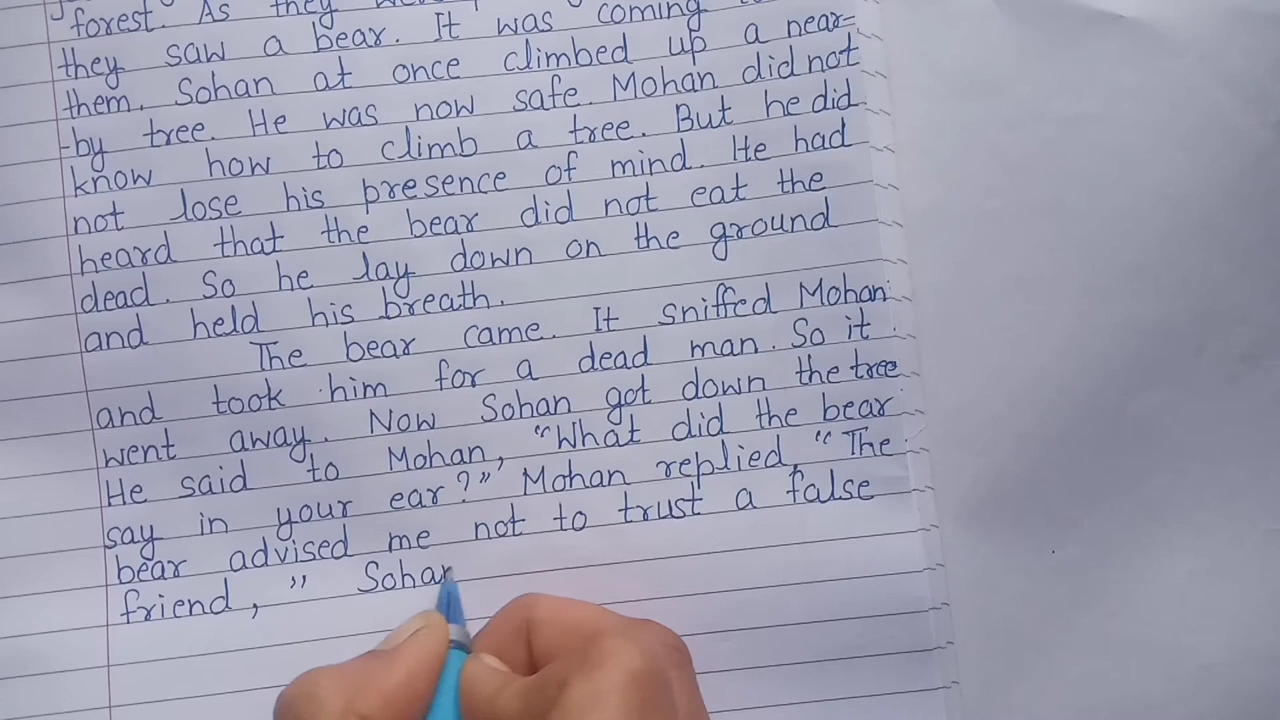 forest. As they
they saw a bear. It was coming
them. Sohan at once climbed up a near-
-by tree. He was now safe. Mohan did not
know how to climb a tree. But he did
not lose his presence of mind. He had
heard that the bear did not eat the
dead. So he lay down on the ground
and held his breath.
The bear came. It sniffed Mohan
and took him for a dead man. So it
went away. Now Sohan got down the tree
He said to Mohan, “What did the bear
say in your ear?” Mohan replied, “The
bear advised me not to trust a false
friend, ” Sohan